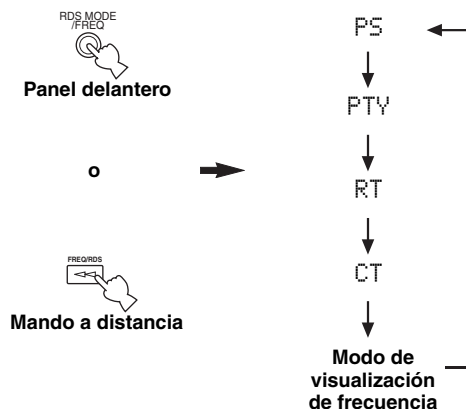 RDS MODE
/FREQ
Panel delantero
o
FREQ/RDS
Mando a distancia
PS
PTY
RT
CT
Modo de
visualización
de frecuencia